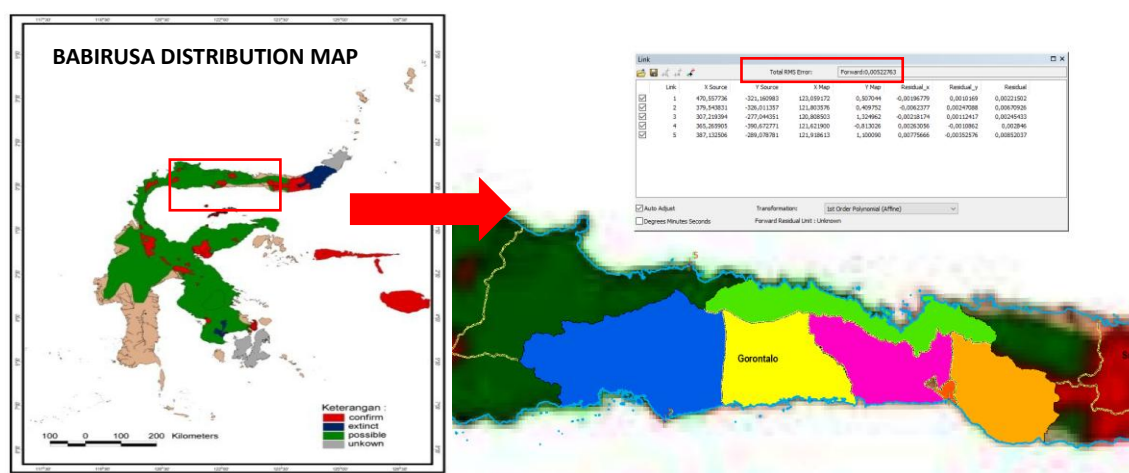 BABIRUSA DISTRIBUTION MAP
Keterangan :
confirm
extinct
possible
unkown
100 0 100 200 Kilometers
Link
Total RMS Error: Forward:0,00522763
Link X Source Y Source X Map Y Map Residual_x Residual_y Residual
1 470,557736 -321,160983 123,059172 0,507044 -0,00196779 0,0010169 0,00221502
2 379,543831 -326,011357 121,803576 0,409752 -0,0062377 0,00247088 0,00670926
3 307,219394 -277,044351 120,808503 1,324962 -0,00218174 0,00112417 0,00245433
4 365,265905 -390,672771 121,621900 -0,813026 0,00263056 -0,0010862 0,002846
5 387,132506 -289,078781 121,918613 1,100090 0,00775666 -0,00352576 0,00852037
Auto Adjust Transformation: 1st Order Polynomial (Affine)
Degrees Minutes Seconds Forward Residual Unit : Unknown
5
Gorontalo
2